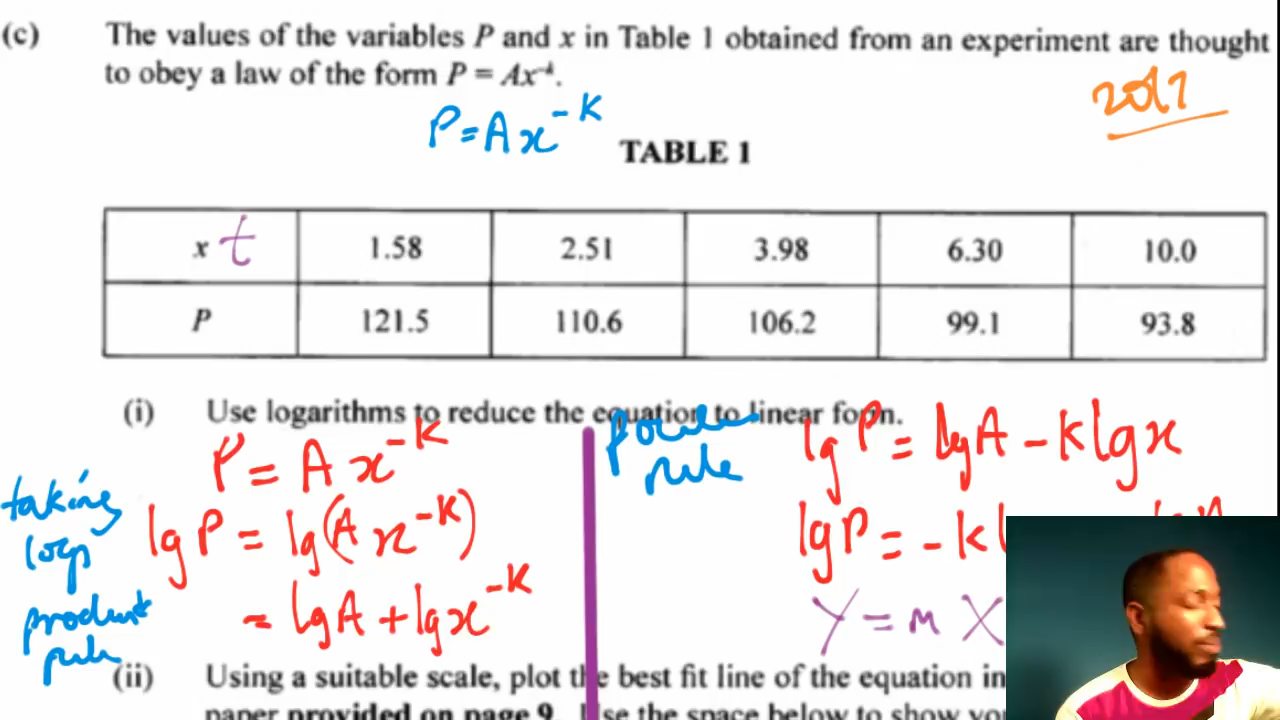 (c) The values of the variables P and x in Table 1 obtained from an experiment are thought
to obey a law of the form P = Ax⁻ᵏ.
2017
P = Ax⁻ᴷ
TABLE 1
x t 1.58 2.51 3.98 6.30 10.0
P 121.5 110.6 106.2 99.1 93.8
(i) Use logarithms to reduce the equation to linear form.
P = A x⁻ᴷ
taking logs
lg P = lg(A x⁻ᴷ)
product rule
= lg A + lg x⁻ᴷ
power rule
lg P = lg A − K lg x
lg P = − K
Y = m X
(ii) Using a suitable scale, plot the best fit line of the equation in
paper provided on page 9. Use the space below to show